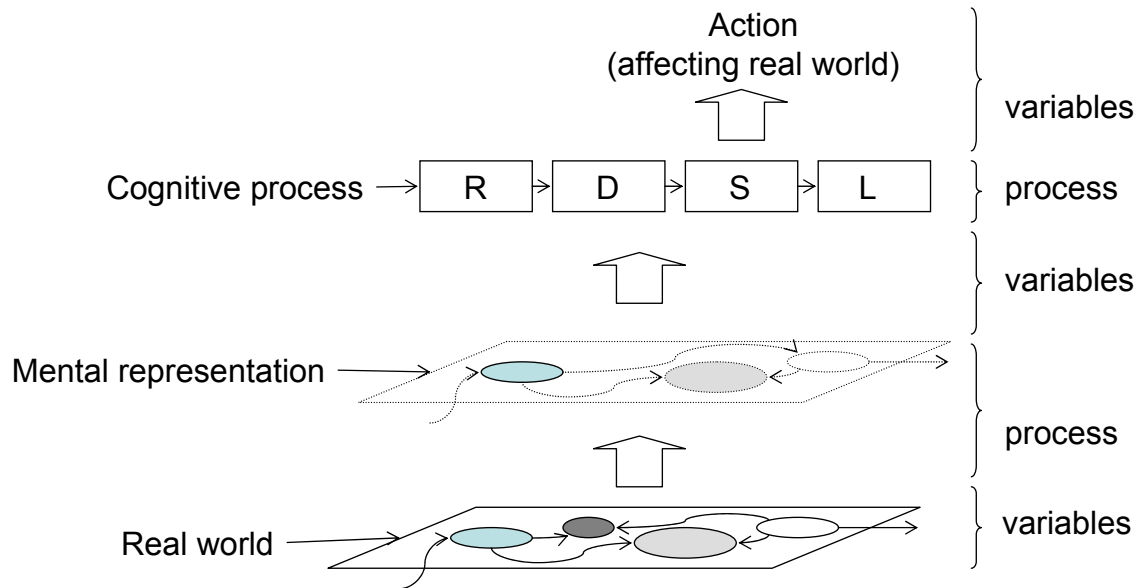 Action
(affecting real world)
variables
Cognitive process
R
D
S
L
process
variables
Mental representation
process
Real world
variables